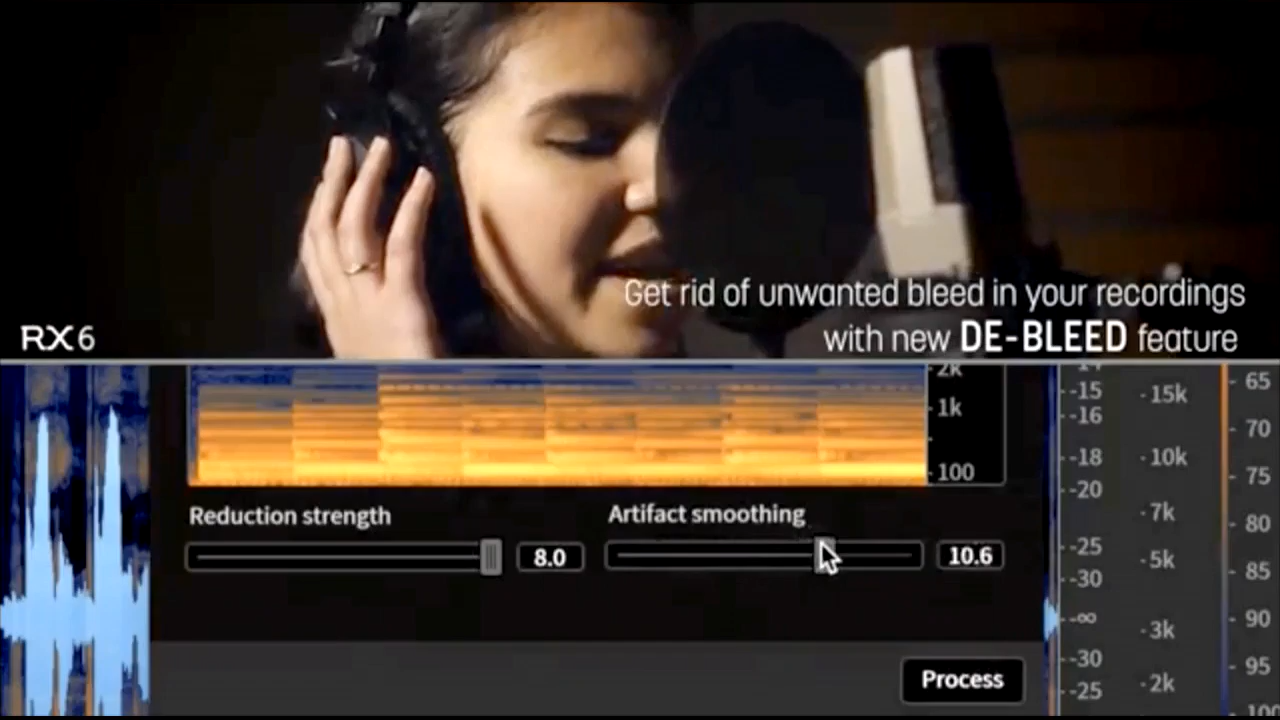 Get rid of unwanted bleed in your recordings
with new DE-BLEED feature
RX6
2k
1k
100
Reduction strength
8.0
Artifact smoothing
10.6
Process
-15
-16
-18
-20
-25
-30
-∞
-30
-25
15k
10k
7k
5k
3k
2k
65
70
75
80
85
90
95
100